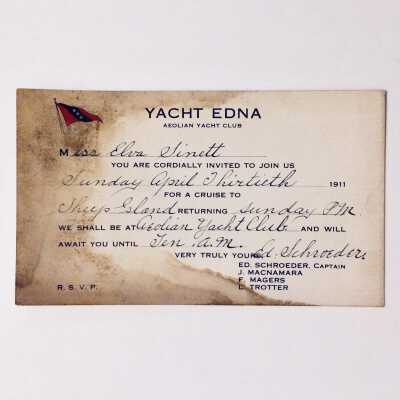 YACHT EDNA
AEOLIAN YACHT CLUB
Miss Elva Sinett
YOU ARE CORDIALLY INVITED TO JOIN US
Sunday April Thirtieth 1911
FOR A CRUISE TO
Sheep Island RETURNING Sunday P.M.
WE SHALL BE AT Aeolian Yacht Club AND WILL
AWAIT YOU UNTIL Ten A.M.
VERY TRULY YOURS Ed. Schroeder
ED. SCHROEDER, CAPTAIN
J. MACNAMARA
F. MAGERS
E. TROTTER
R. S. V. P.